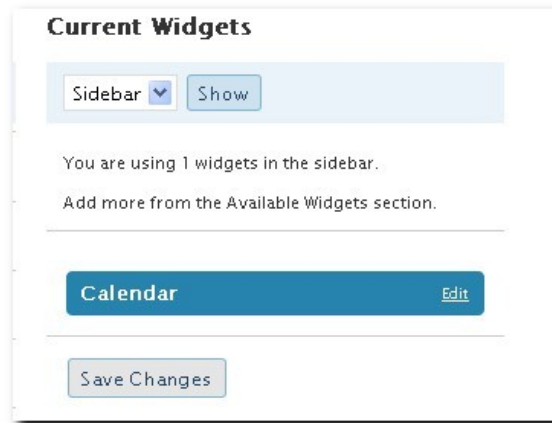 Current Widgets
Sidebar Show
You are using 1 widgets in the sidebar.
Add more from the Available Widgets section.
Calendar Edit
Save Changes